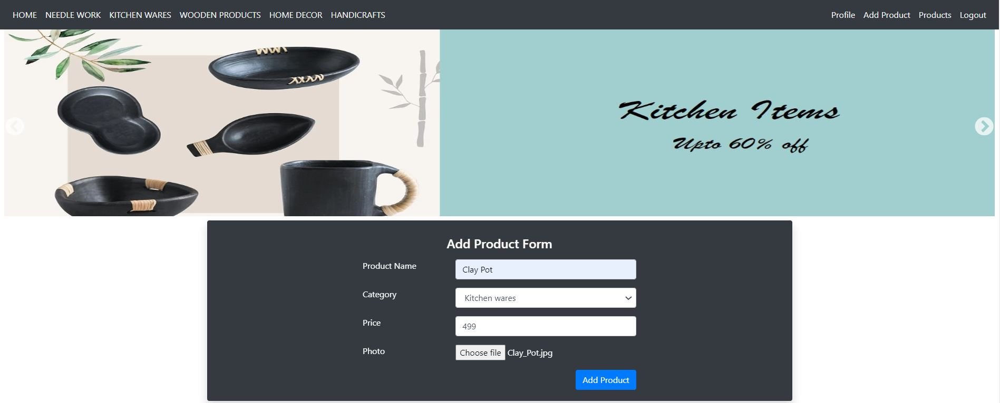 HOME NEEDLE WORK KITCHEN WARES WOODEN PRODUCTS HOME DECOR HANDICRAFTS Profile Add Product Products Logout
Kitchen Items
Upto 60% off
Add Product Form
Product Name Clay Pot
Category Kitchen wares
Price 499
Photo Choose file Clay_Pot.jpg
Add Product